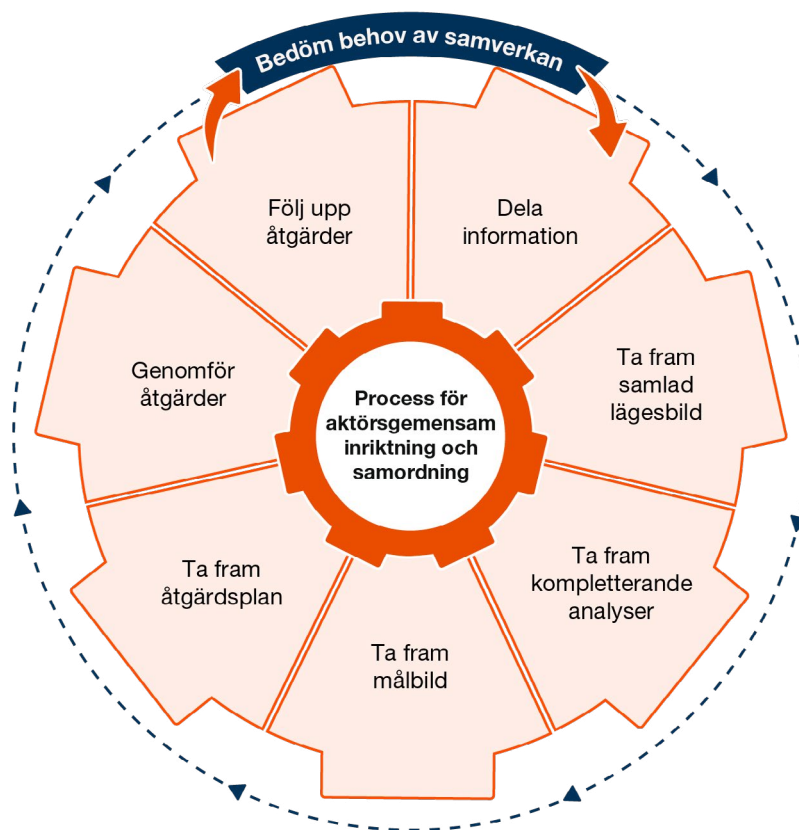 Bedöm behov av samverkan
Följ upp
åtgärder
Dela
information
Genomför
åtgärder
Ta fram
samlad
lägesbild
Process för
aktörsgemensam
inriktning och
samordning
Ta fram
åtgärdsplan
Ta fram
kompletterande
analyser
Ta fram
målbild